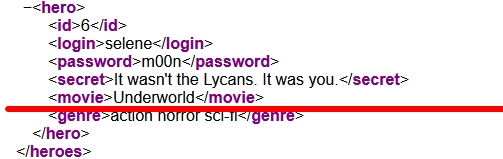 −<hero>
<id>6</id>
<login>selene</login>
<password>m00n</password>
<secret>It wasn't the Lycans. It was you.</secret>
<movie>Underworld</movie>
<genre>action horror sci-fi</genre>
</hero>
</heroes>